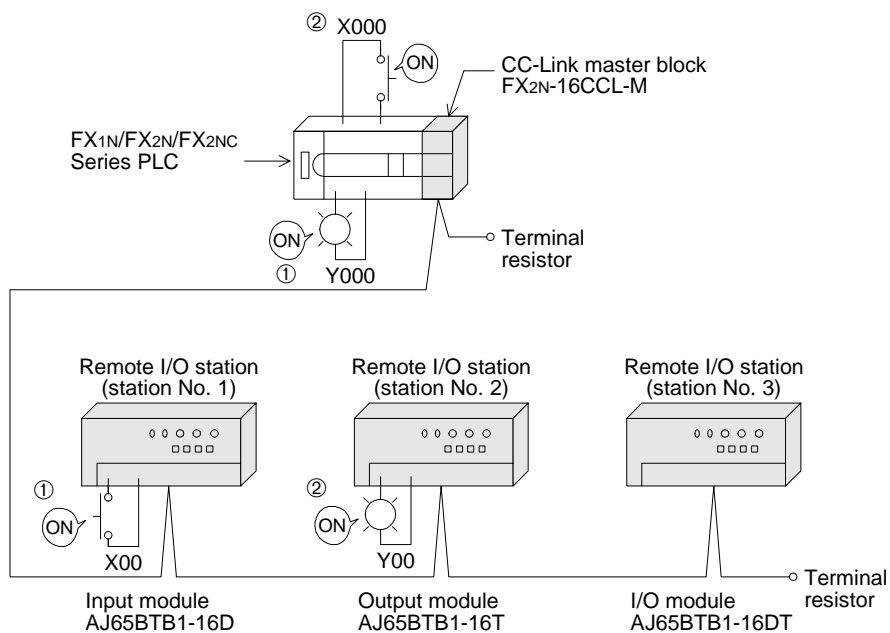 ② X000
ON
CC-Link master block
FX2N-16CCL-M
FX1N/FX2N/FX2NC
Series PLC
ON
① Y000
Terminal
resistor
Remote I/O station
(station No. 1)
Remote I/O station
(station No. 2)
Remote I/O station
(station No. 3)
①
ON
X00
②
ON
Y00
Input module
AJ65BTB1-16D
Output module
AJ65BTB1-16T
I/O module
AJ65BTB1-16DT
Terminal
resistor